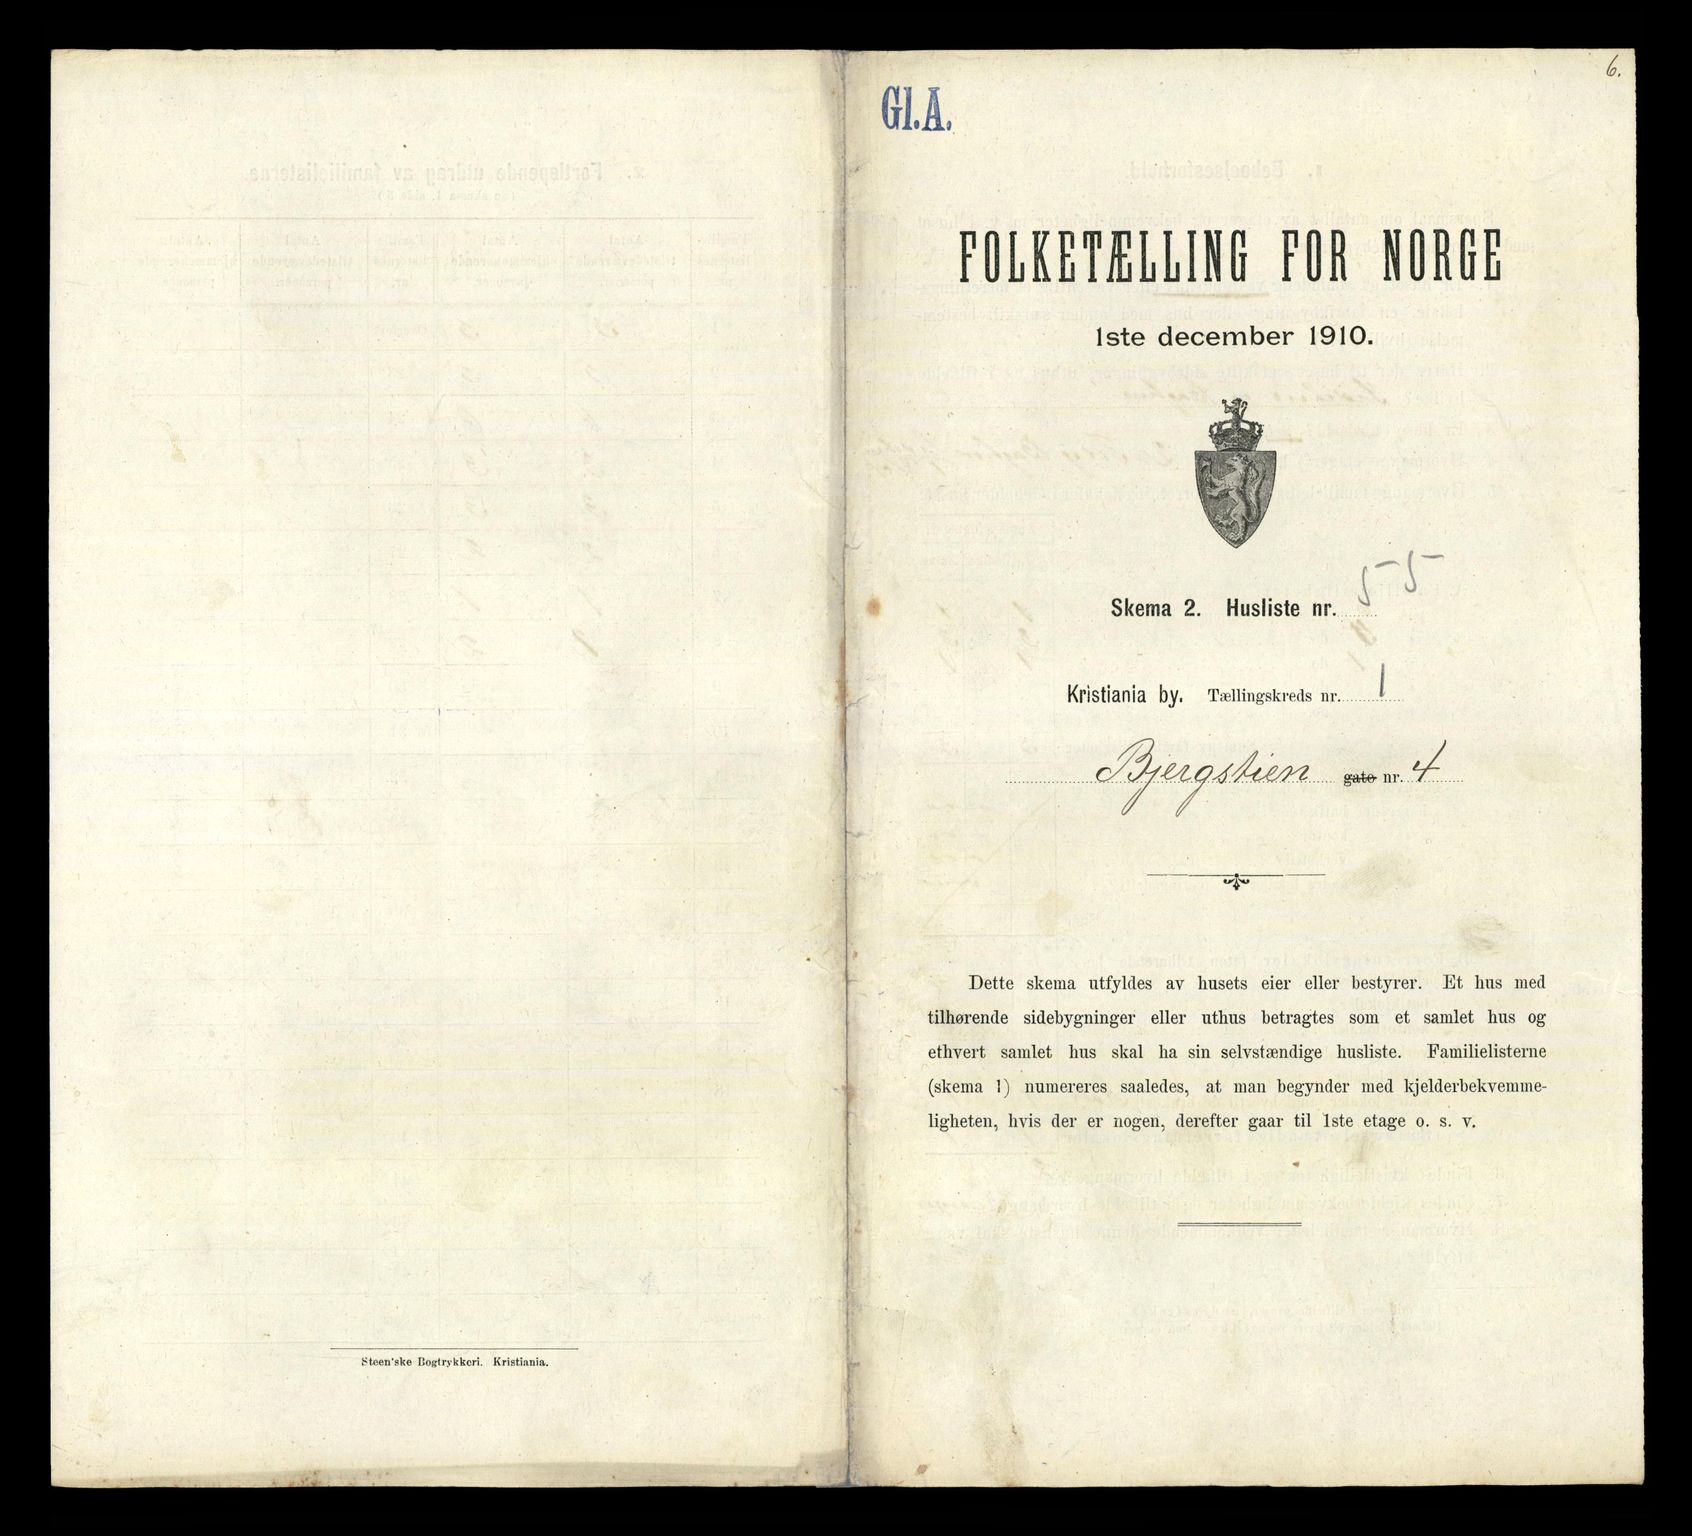 6.
Gl.A.
FOLKETÆLLING FOR NORGE
1ste december 1910.
Skema 2. Husliste nr. 55
Kristiania by. Tællingskreds nr. 1
Bjergstien gate nr. 4
Dette skema utfyldes av husets eier eller bestyrer. Et hus med
tilhørende sidebygninger eller uthus betragtes som et samlet hus og
ethvert samlet hus skal ha sin selvstændige husliste. Familielisterne
(skema 1) numereres saaledes, at man begynder med kjelderbekvemme-
ligheten, hvis der er nogen, derefter gaar til 1ste etage o. s. v.
Steen'ske Bogtrykkeri. Kristiania.